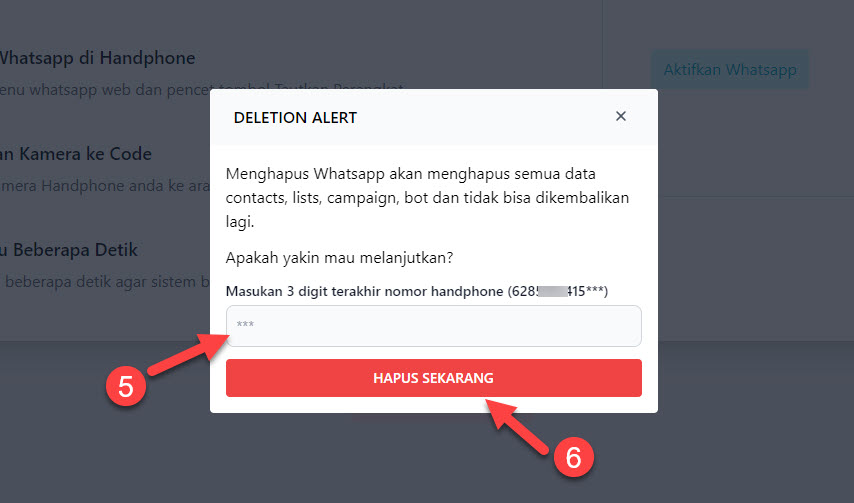 Whatsapp di Handphone
enu whatsapp web dan pencet tombol Tautkan Perangkat
Aktifkan Whatsapp
DELETION ALERT
an Kamera ke Code
Menghapus Whatsapp akan menghapus semua data
contacts, lists, campaign, bot dan tidak bisa dikembalikan
lagi.
amera Handphone anda ke ara
u Beberapa Detik
Apakah yakin mau melanjutkan?
beberapa detik agar sistem b
Masukan 3 digit terakhir nomor handphone (628 415***)
***
5
HAPUS SEKARANG
6